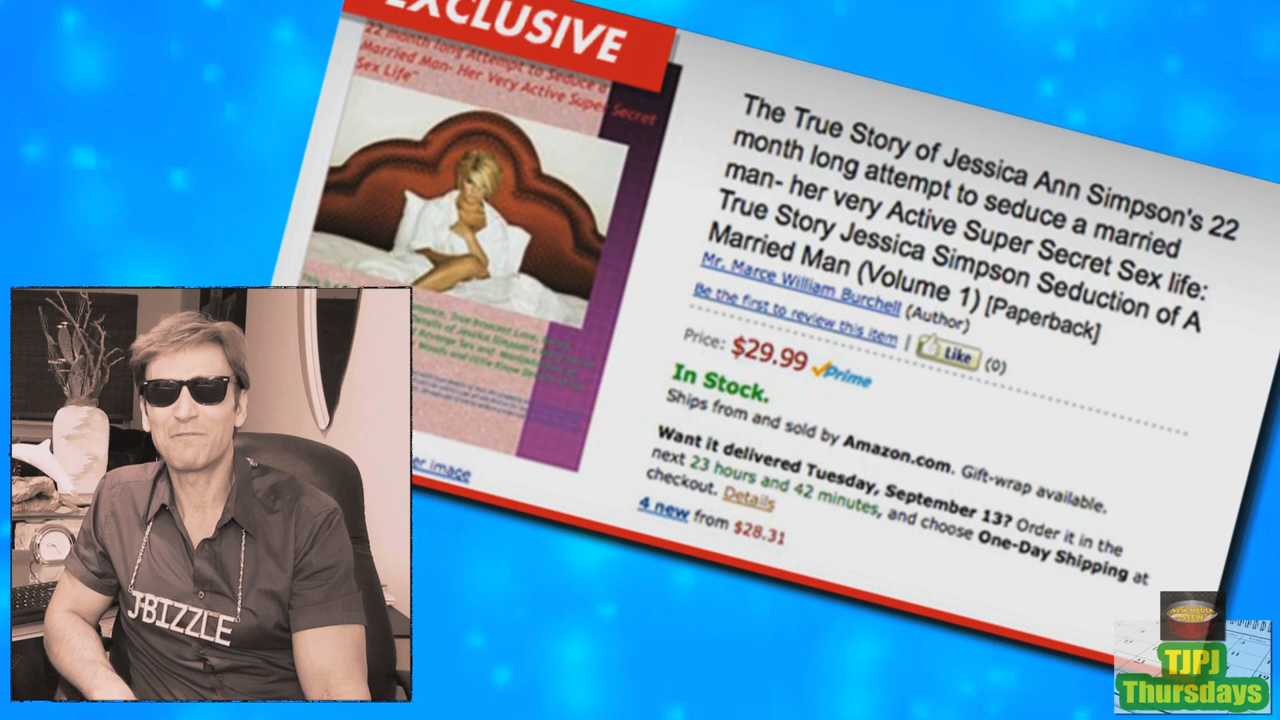 EXCLUSIVE
22 month long Attempt to Seduce a
Married Man- Her Very Active Super Secret
Sex Life"
The True Story of Jessica Ann Simpson's 22
month long attempt to seduce a married
man- her very Active Super Secret Sex life:
True Story Jessica Simpson Seduction of A
Married Man (Volume 1) [Paperback]
Mr. Marce William Burchell (Author)
Be the first to review this item | Like (0)
Price: $29.99 Prime
In Stock.
Ships from and sold by Amazon.com. Gift-wrap available.
Want it delivered Tuesday, September 13? Order it in the
next 23 hours and 42 minutes, and choose One-Day Shipping at
checkout. Details
4 new from $28.31
image
J-BIZZLE
NEW MEDIA
STEW
TJPJ
Thursdays